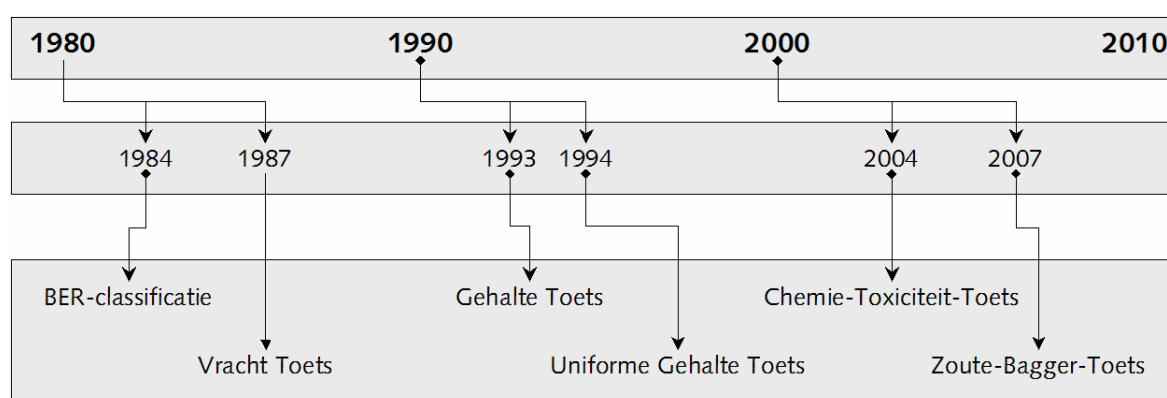 1980 1990 2000 2010
1984 1987 1993 1994 2004 2007
BER-classificatie Gehalte Toets Chemie-Toxiciteit-Toets
Vracht Toets Uniforme Gehalte Toets Zoute-Bagger-Toets